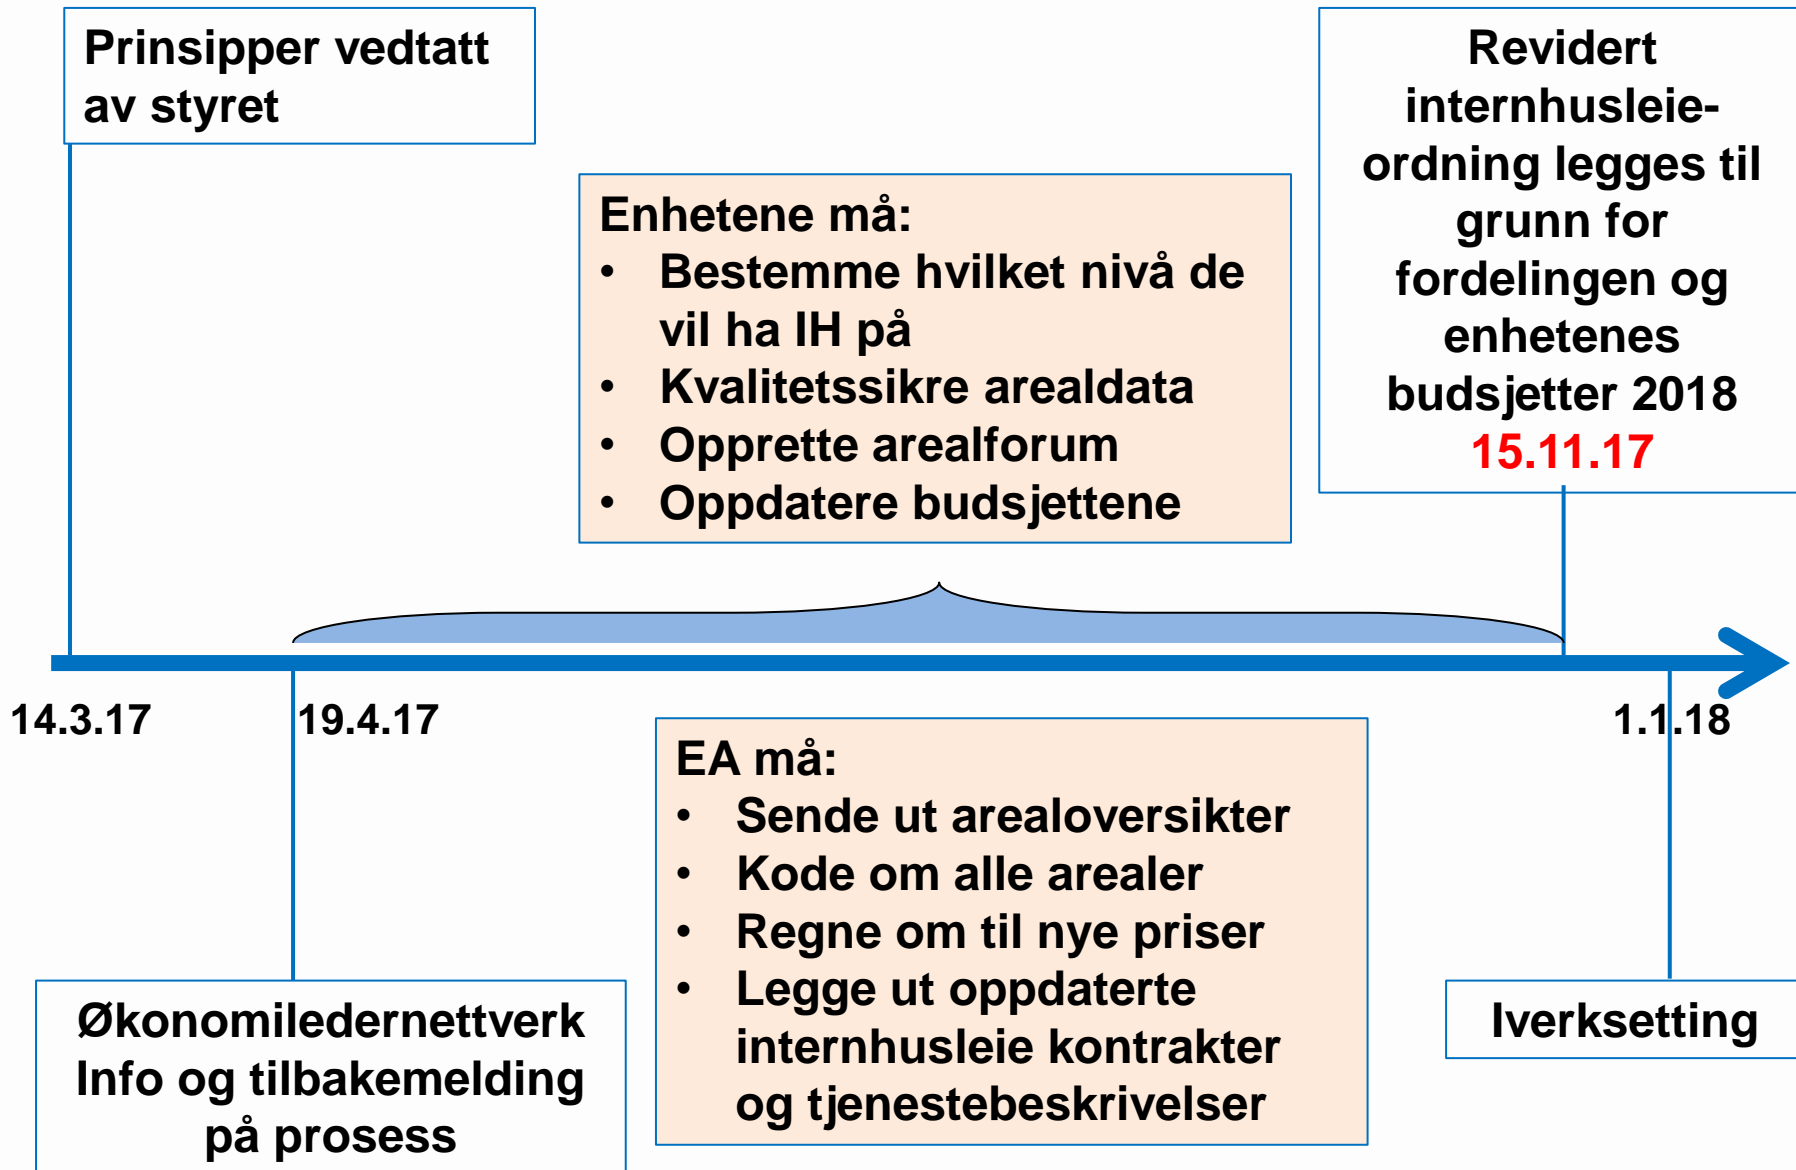 Prinsipper vedtatt
av styret
Revidert
internhusleie-
ordning legges til
grunn for
fordelingen og
enhetenes
budsjetter 2018
15.11.17
Enhetene må:
• Bestemme hvilket nivå de
vil ha IH på
• Kvalitetssikre arealdata
• Opprette arealforum
• Oppdatere budsjettene
14.3.17
19.4.17
1.1.18
EA må:
• Sende ut arealoversikter
• Kode om alle arealer
• Regne om til nye priser
• Legge ut oppdaterte
internhusleie kontrakter
og tjenestebeskrivelser
Økonomiledernettverk
Info og tilbakemelding
på prosess
Iverksetting